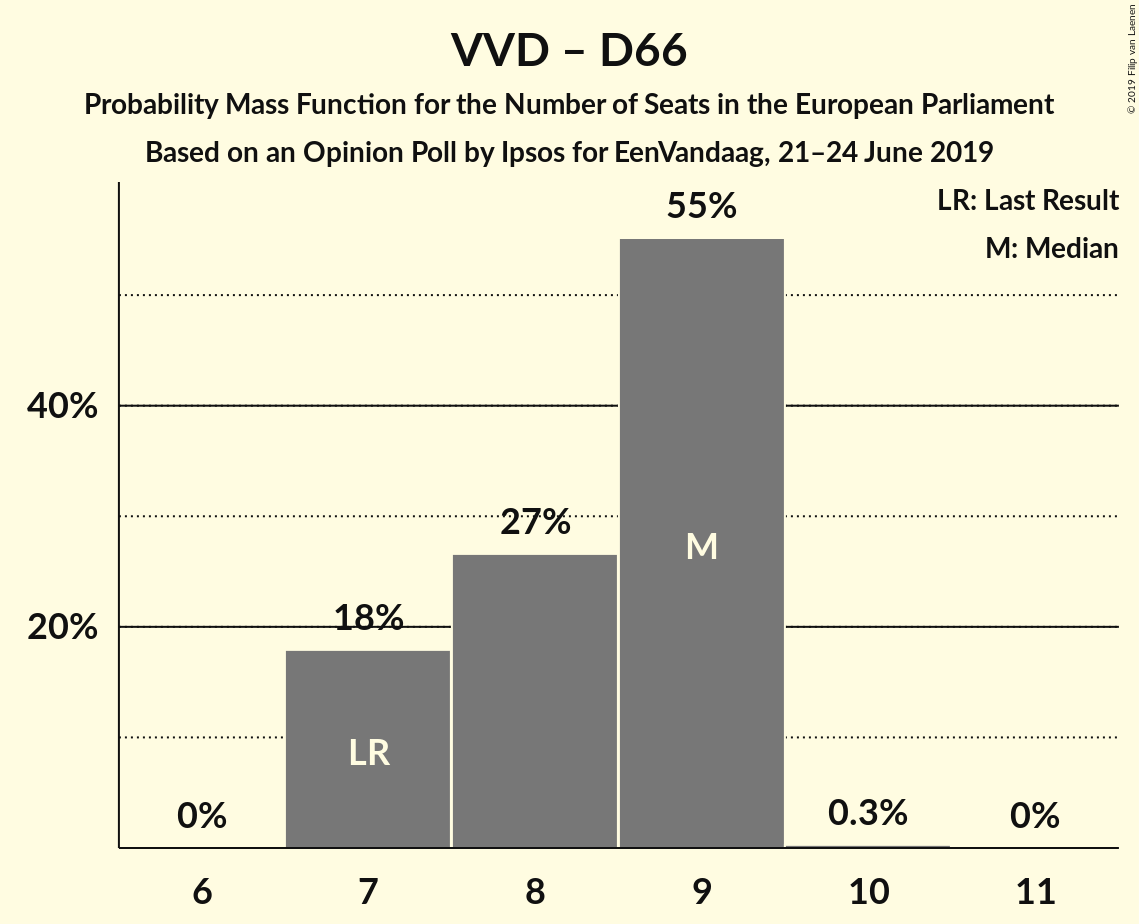 VVD – D66
Probability Mass Function for the Number of Seats in the European Parliament
Based on an Opinion Poll by Ipsos for EenVandaag, 21–24 June 2019
© 2019 Filip van Laenen
LR: Last Result
M: Median
55%
40%
27%
M
20%
18%
LR
0%
0.3%
0%
6 7 8 9 10 11